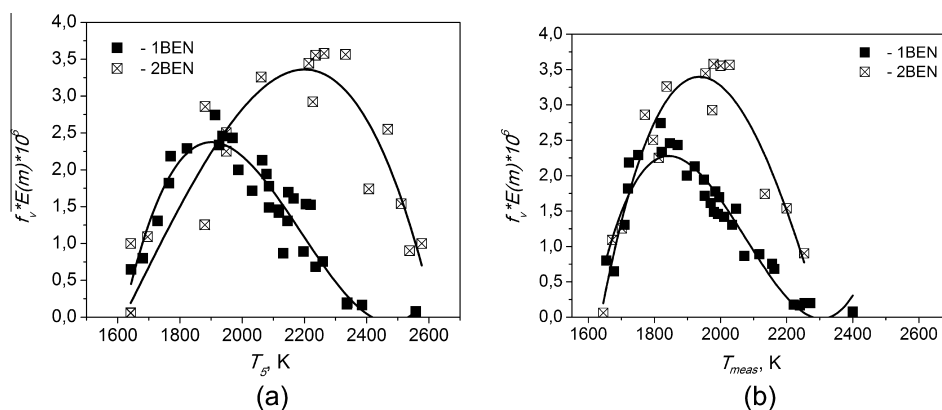 (a)
4,0
3,5
3,0
2,5
2,0
1,5
1,0
0,5
0,0
f_v*E(m)*10^6
- 1BEN
- 2BEN
1600 1800 2000 2200 2400 2600
T_5, K
(a)
(b)
4,0
3,5
3,0
2,5
2,0
1,5
1,0
0,5
0,0
f_v*E(m)*10^6
- 1BEN
- 2BEN
1600 1800 2000 2200 2400 2600
T_meas, K
(b)